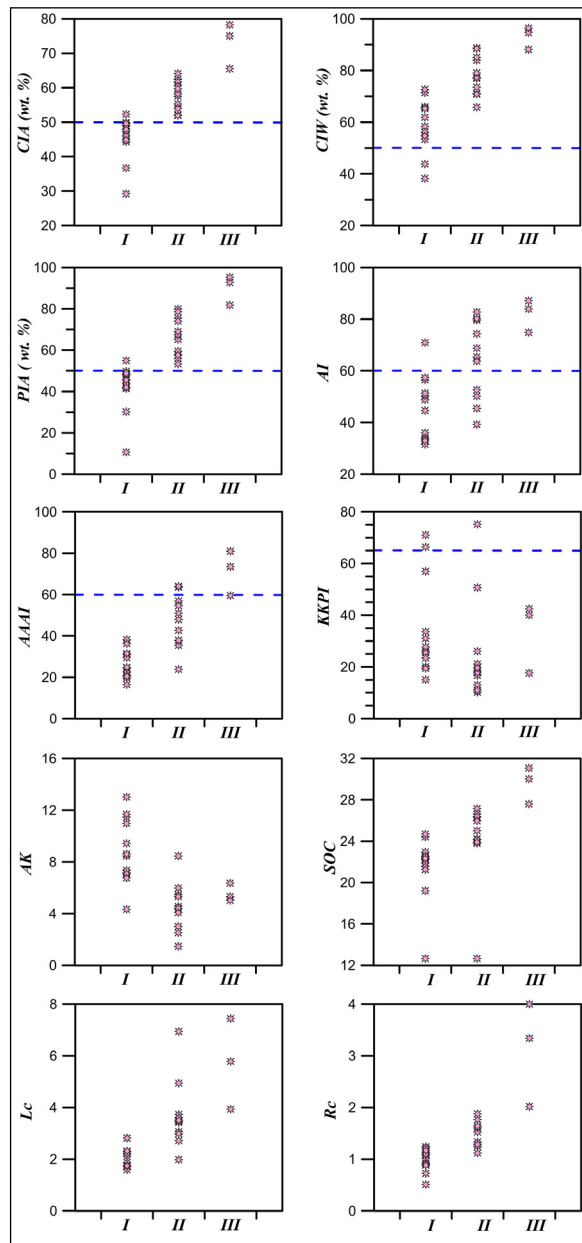 80
70
60
50
40
30
20
CIA (wt. %)
I II III
100
80
60
40
20
CIW (wt. %)
I II III
100
80
60
40
20
0
PIA ( wt. %)
I II III
100
80
60
40
20
AI
I II III
100
80
60
40
20
0
AAAI
I II III
80
60
40
20
0
KKPI
I II III
16
12
8
4
0
AK
I II III
32
28
24
20
16
12
SOC
I II III
8
6
4
2
0
Lc
I II III
4
3
2
1
0
Rc
I II III